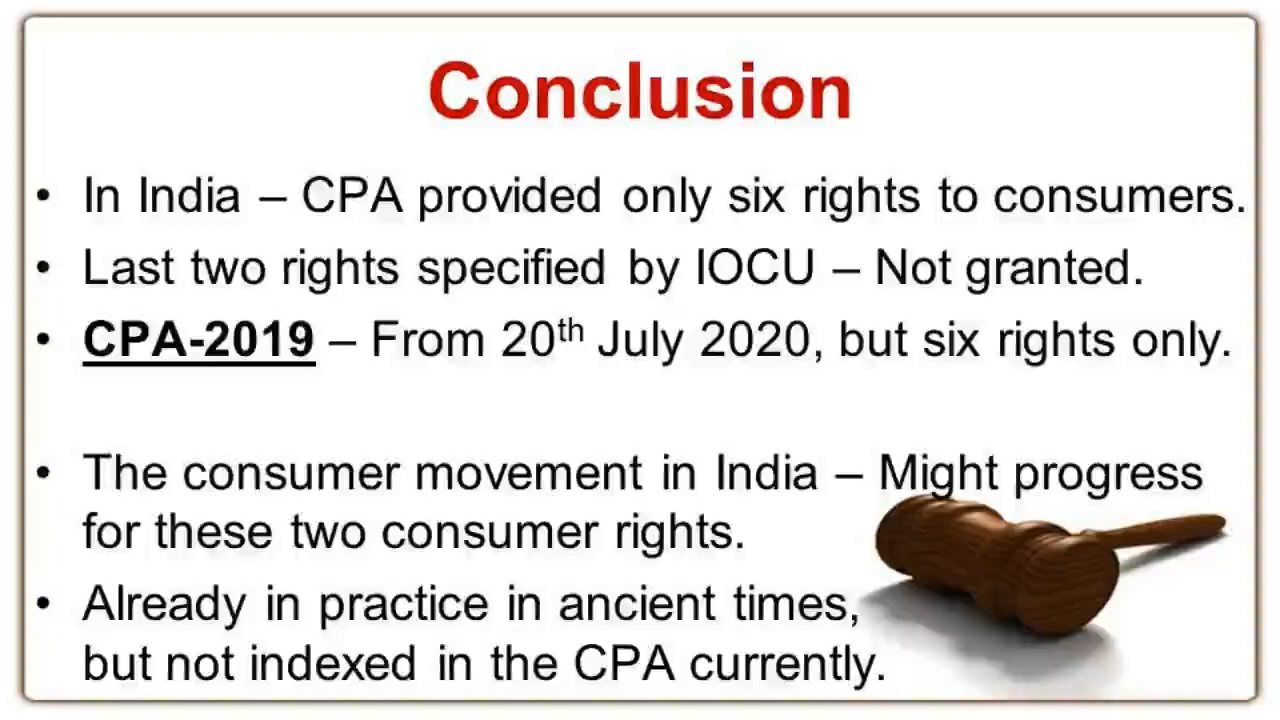 Conclusion
• In India – CPA provided only six rights to consumers.
• Last two rights specified by IOCU – Not granted.
• CPA-2019 – From 20th July 2020, but six rights only.
• The consumer movement in India – Might progress
for these two consumer rights.
• Already in practice in ancient times,
but not indexed in the CPA currently.